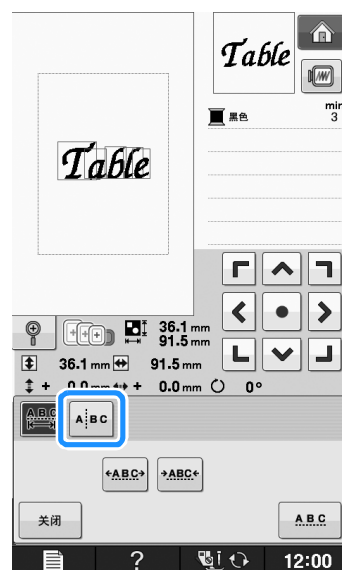 Table
min
黑色 3
Table
36.1 mm
91.5 mm
36.1 mm 91.5 mm
+ 0.0 mm + 0.0 mm 0°
ABC A BC
ABC ABC
关闭 ABC
? 12:00